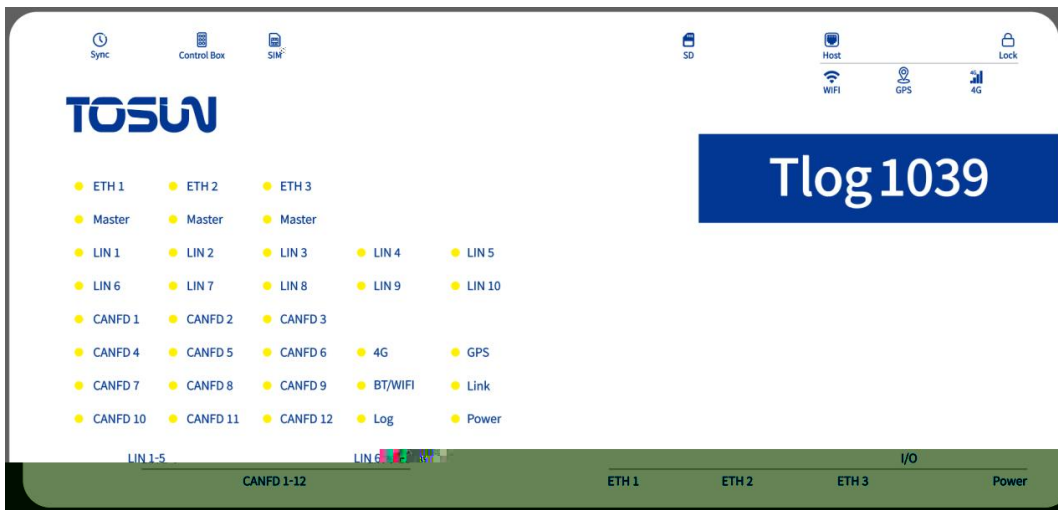 Sync Control Box SIM SD Host Lock
WIFI GPS 4G 4G
TOSUN
Tlog1039
ETH 1 ETH 2 ETH 3
Master Master Master
LIN 1 LIN 2 LIN 3 LIN 4 LIN 5
LIN 6 LIN 7 LIN 8 LIN 9 LIN 10
CANFD 1 CANFD 2 CANFD 3
CANFD 4 CANFD 5 CANFD 6 4G GPS
CANFD 7 CANFD 8 CANFD 9 BT/WIFI Link
CANFD 10 CANFD 11 CANFD 12 Log Power
LIN 1-5 LIN I/O
CANFD 1-12 ETH 1 ETH 2 ETH 3 Power